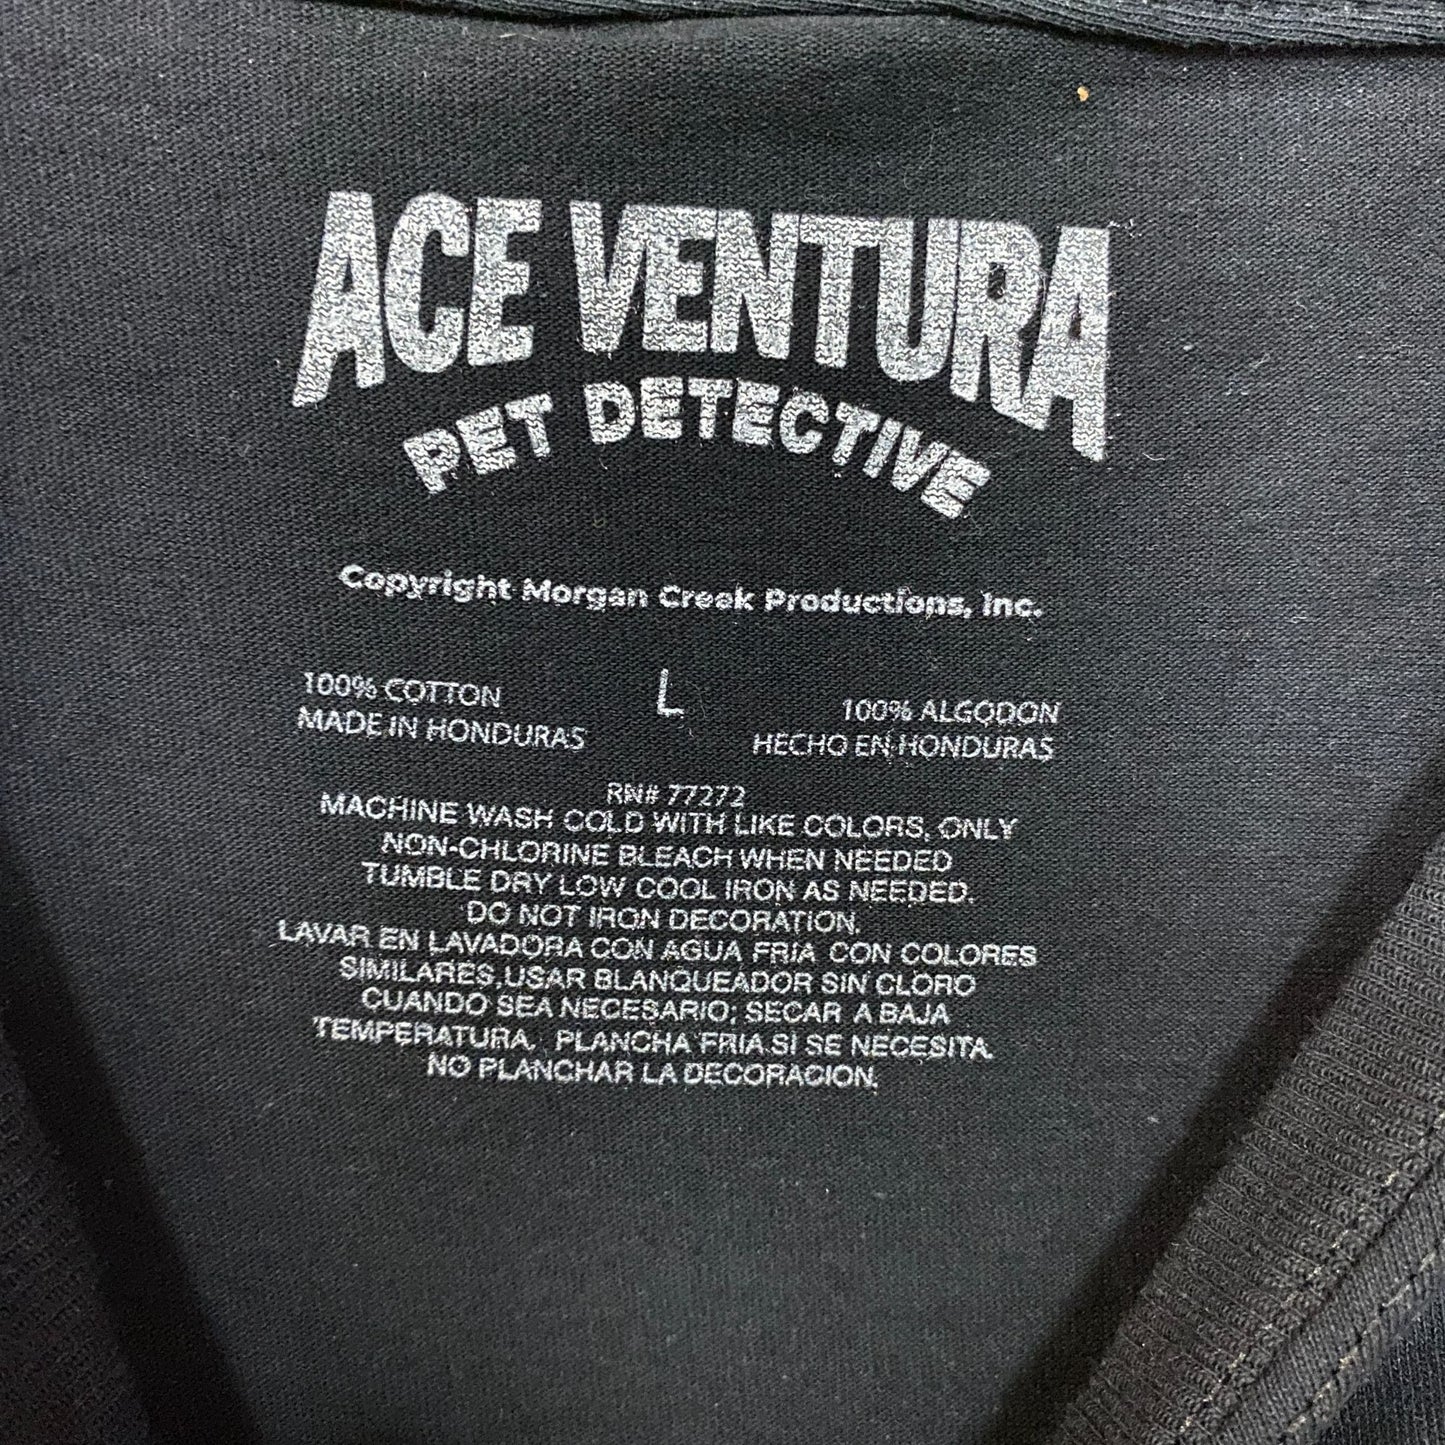 ACE VENTURA
PET DETECTIVE
Copyright Morgan Creek Productions, Inc.
100% COTTON
MADE IN HONDURAS
L
100% ALGODON
HECHO EN HONDURAS
RN# 77272
MACHINE WASH COLD WITH LIKE COLORS, ONLY
NON-CHLORINE BLEACH WHEN NEEDED
TUMBLE DRY LOW COOL IRON AS NEEDED.
DO NOT IRON DECORATION.
LAVAR EN LAVADORA CON AGUA FRIA CON COLORES
SIMILARES, USAR BLANQUEADOR SIN CLORO
CUANDO SEA NECESARIO; SECAR A BAJA
TEMPERATURA. PLANCHA FRIA SI SE NECESITA.
NO PLANCHAR LA DECORACION.